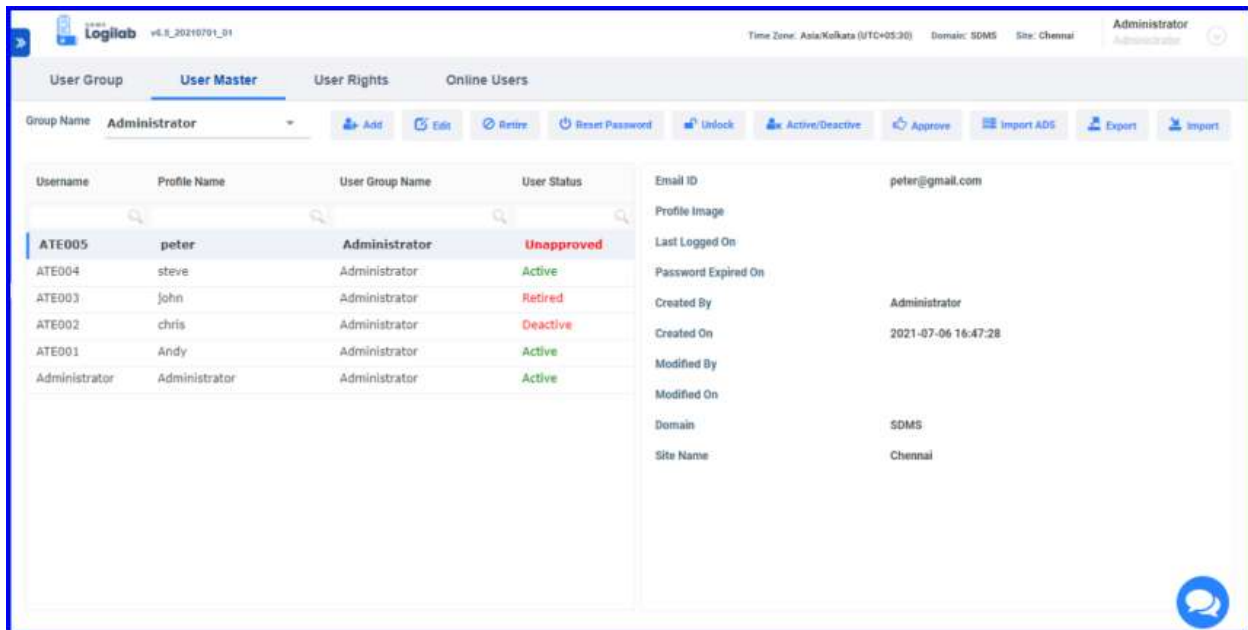 SDMS
Logilab v6.5_20210701_01 Time Zone: Asia/Kolkata (UTC+05:30) Domain: SDMS Site: Chennai Administrator
Administrator
User Group User Master User Rights Online Users
Group Name Administrator Add Edit Retire Reset Password Unlock Active/Deactive Approve Import ADS Export Import
Username Profile Name User Group Name User Status Email ID peter@gmail.com
Profile Image
ATE005 peter Administrator Unapproved Last Logged On
ATE004 steve Administrator Active Password Expired On
ATE003 john Administrator Retired Created By Administrator
ATE002 chris Administrator Deactive Created On 2021-07-06 16:47:28
ATE001 Andy Administrator Active Modified By
Administrator Administrator Administrator Active Modified On
Domain SDMS
Site Name Chennai